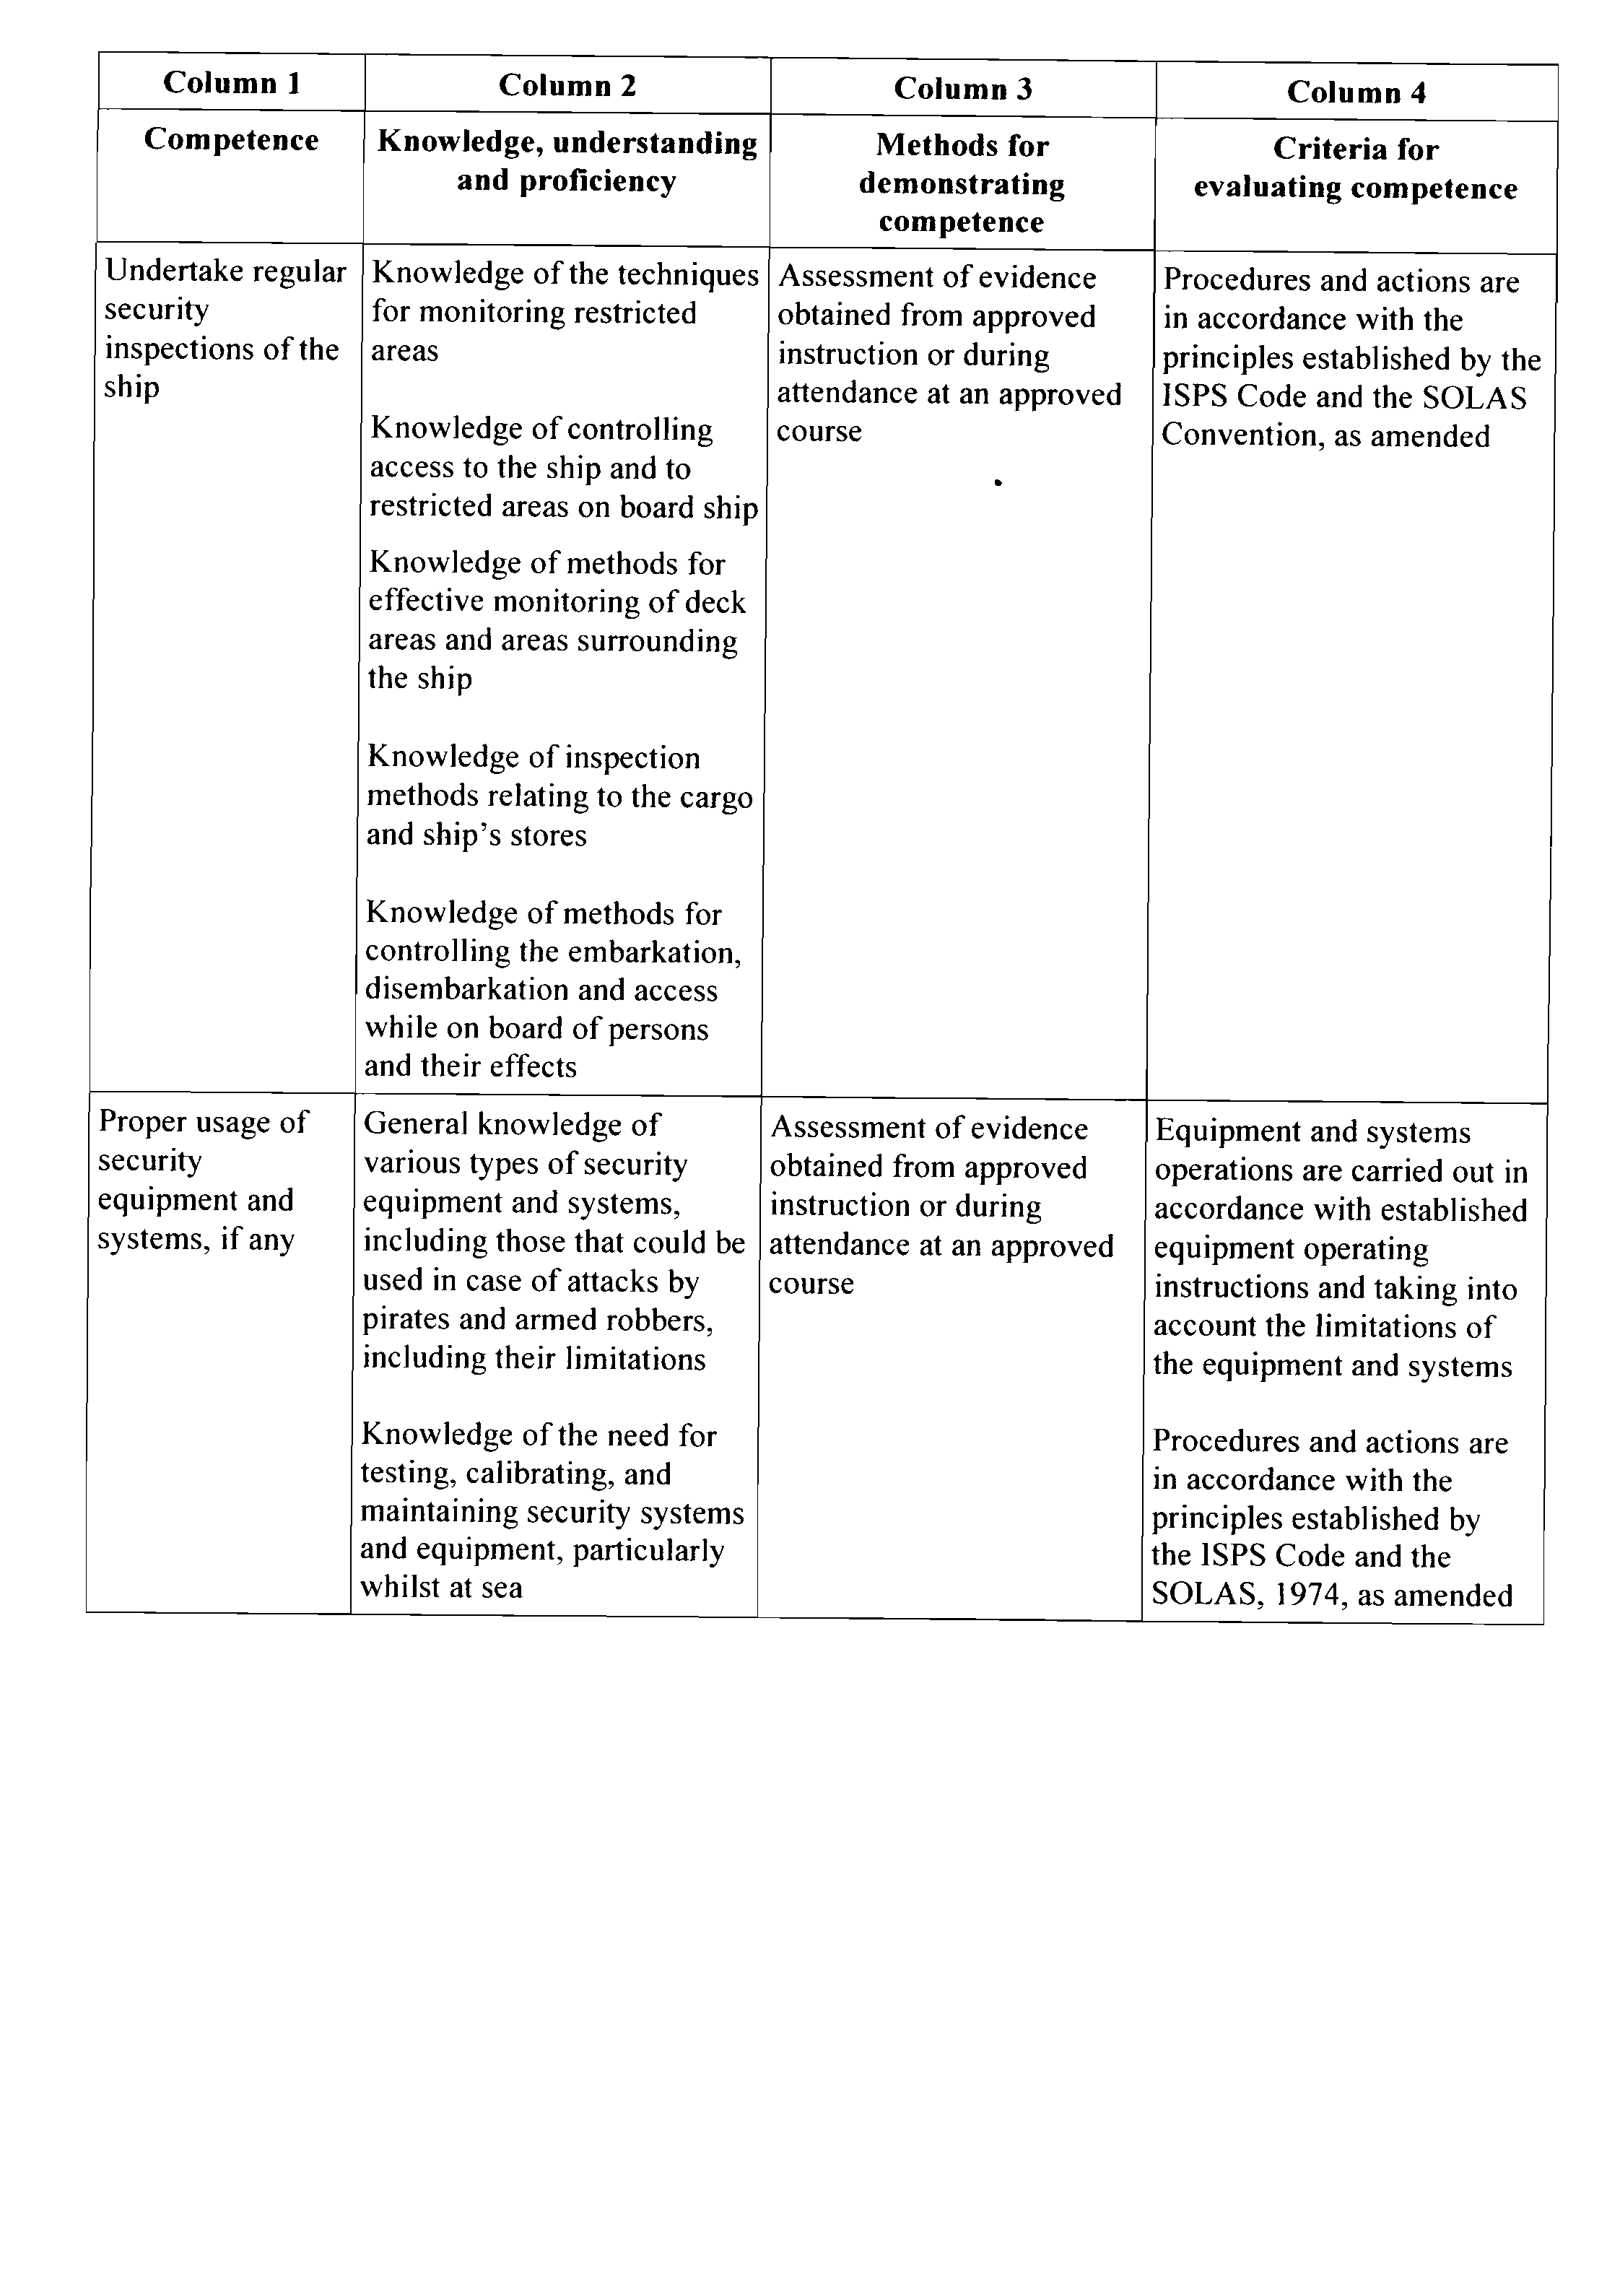 Column 1
Column 2
Column 3
Column 4
Competence
Knowledge, understanding
and proficiency
Methods for
demonstrating
competence
Criteria for
evaluating competence
Undertake regular
security
inspections of the
ship
Knowledge of the techniques
for monitoring restricted
areas
Knowledge of controlling
access to the ship and to
restricted areas on board ship
Knowledge of methods for
effective monitoring of deck
areas and areas surrounding
the ship
Knowledge of inspection
methods relating to the cargo
and ship's stores
Knowledge of methods for
controlling the embarkation,
disembarkation and access
while on board of persons
and their effects
Assessment of evidence
obtained from approved
instruction or during
attendance at an approved
course
Procedures and actions are
in accordance with the
principles established by the
ISPS Code and the SOLAS
Convention, as amended
Proper usage of
security
equipment and
systems, if any
General knowledge of
various types of security
equipment and systems,
including those that could be
used in case of attacks by
pirates and armed robbers,
including their limitations
Knowledge of the need for
testing, calibrating, and
maintaining security systems
and equipment, particularly
whilst at sea
Assessment of evidence
obtained from approved
instruction or during
attendance at an approved
course
Equipment and systems
operations are carried out in
accordance with established
equipment operating
instructions and taking into
account the limitations of
the equipment and systems
Procedures and actions are
in accordance with the
principles established by
the ISPS Code and the
SOLAS, 1974, as amended